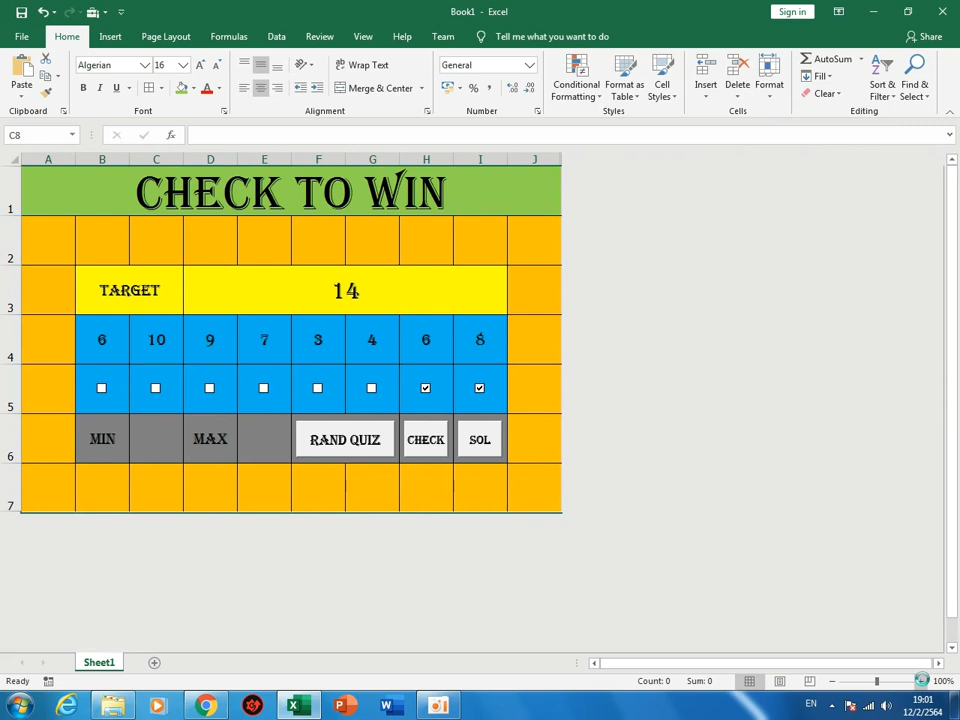 Book1 - Excel
Sign in
File Home Insert Page Layout Formulas Data Review View Help Team Tell me what you want to do Share
Paste
Clipboard
Algerian 16
B I U A
Font
Wrap Text
Merge & Center
Alignment
General
% , .00
Number
Conditional Formatting
Format as Table
Cell Styles
Styles
Insert Delete Format
Cells
AutoSum
Fill
Clear
Sort & Filter
Find & Select
Editing
C8 fx
A B C D E F G H I J
1 CHECK TO WIN
2
3 TARGET 14
4 6 10 9 7 3 4 6 8
5
6 MIN MAX RAND QUIZ CHECK SOL
7
Sheet1
Ready Count: 0 Sum: 0 100%
EN 19:01
12/2/2564